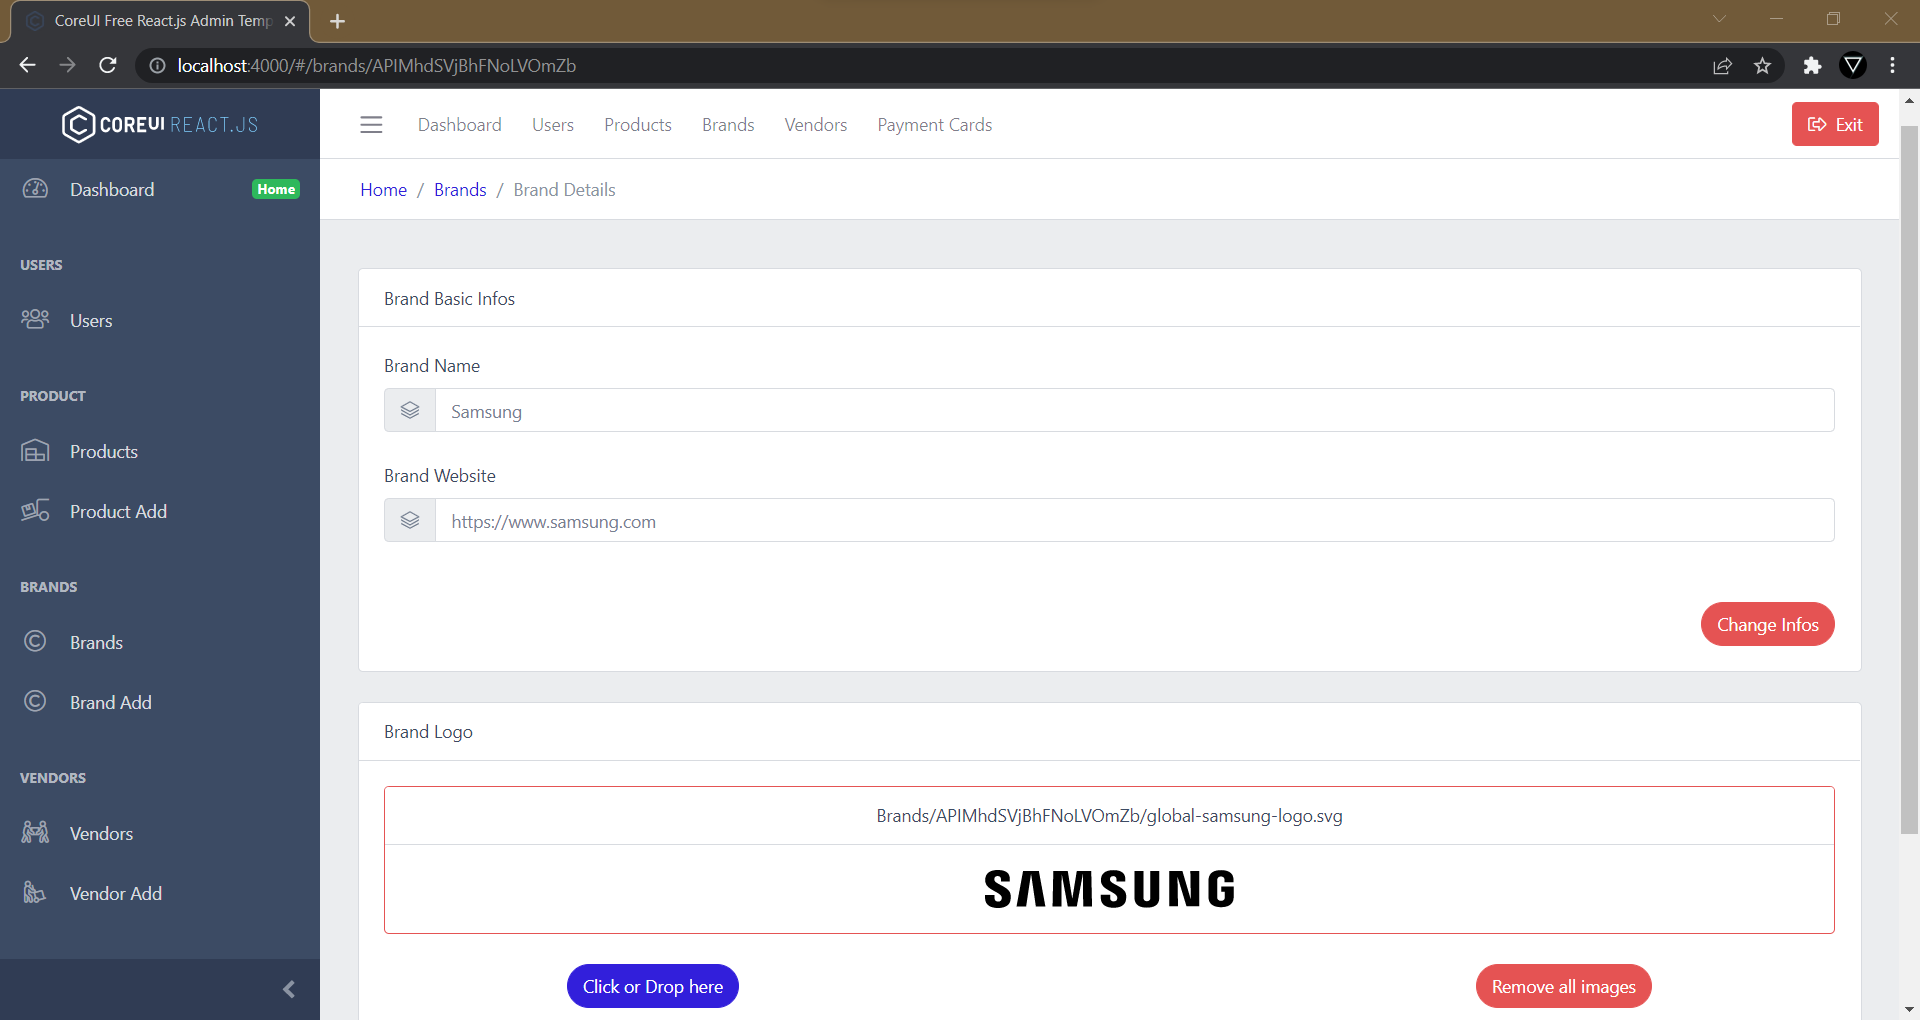 CoreUI Free React.js Admin Temp
localhost:4000/#/brands/APIMhdSVjBhFNoLVOmZb
COREUI REACT.JS
Dashboard Users Products Brands Vendors Payment Cards
Exit
Dashboard Home
Home / Brands / Brand Details
USERS
Users
PRODUCT
Products
Product Add
BRANDS
Brands
Brand Add
VENDORS
Vendors
Vendor Add
Brand Basic Infos
Brand Name
Samsung
Brand Website
https://www.samsung.com
Change Infos
Brand Logo
Brands/APIMhdSVjBhFNoLVOmZb/global-samsung-logo.svg
SAMSUNG
Click or Drop here
Remove all images